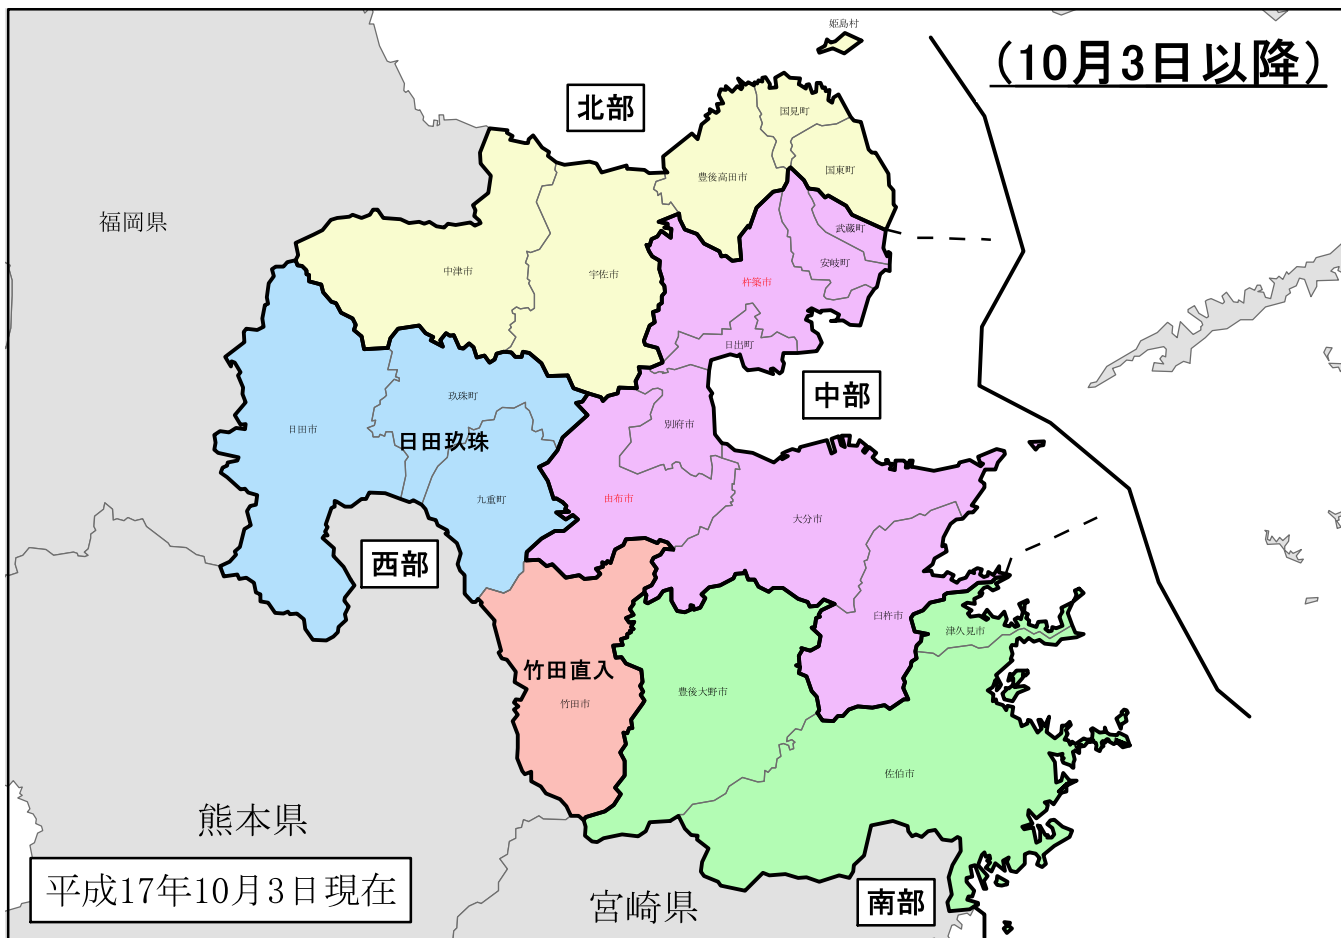 姫島村
(10月3日以降)
北部
国見町
国東町
豊後高田市
福岡県
武蔵町
安岐町
中津市
宇佐市
杵築市
日出町
中部
玖珠町
日田市
日田玖珠
別府市
九重町
由布市
大分市
西部
臼杵市
津久見市
竹田直入
竹田市
豊後大野市
佐伯市
熊本県
平成17年10月3日現在
宮崎県
南部